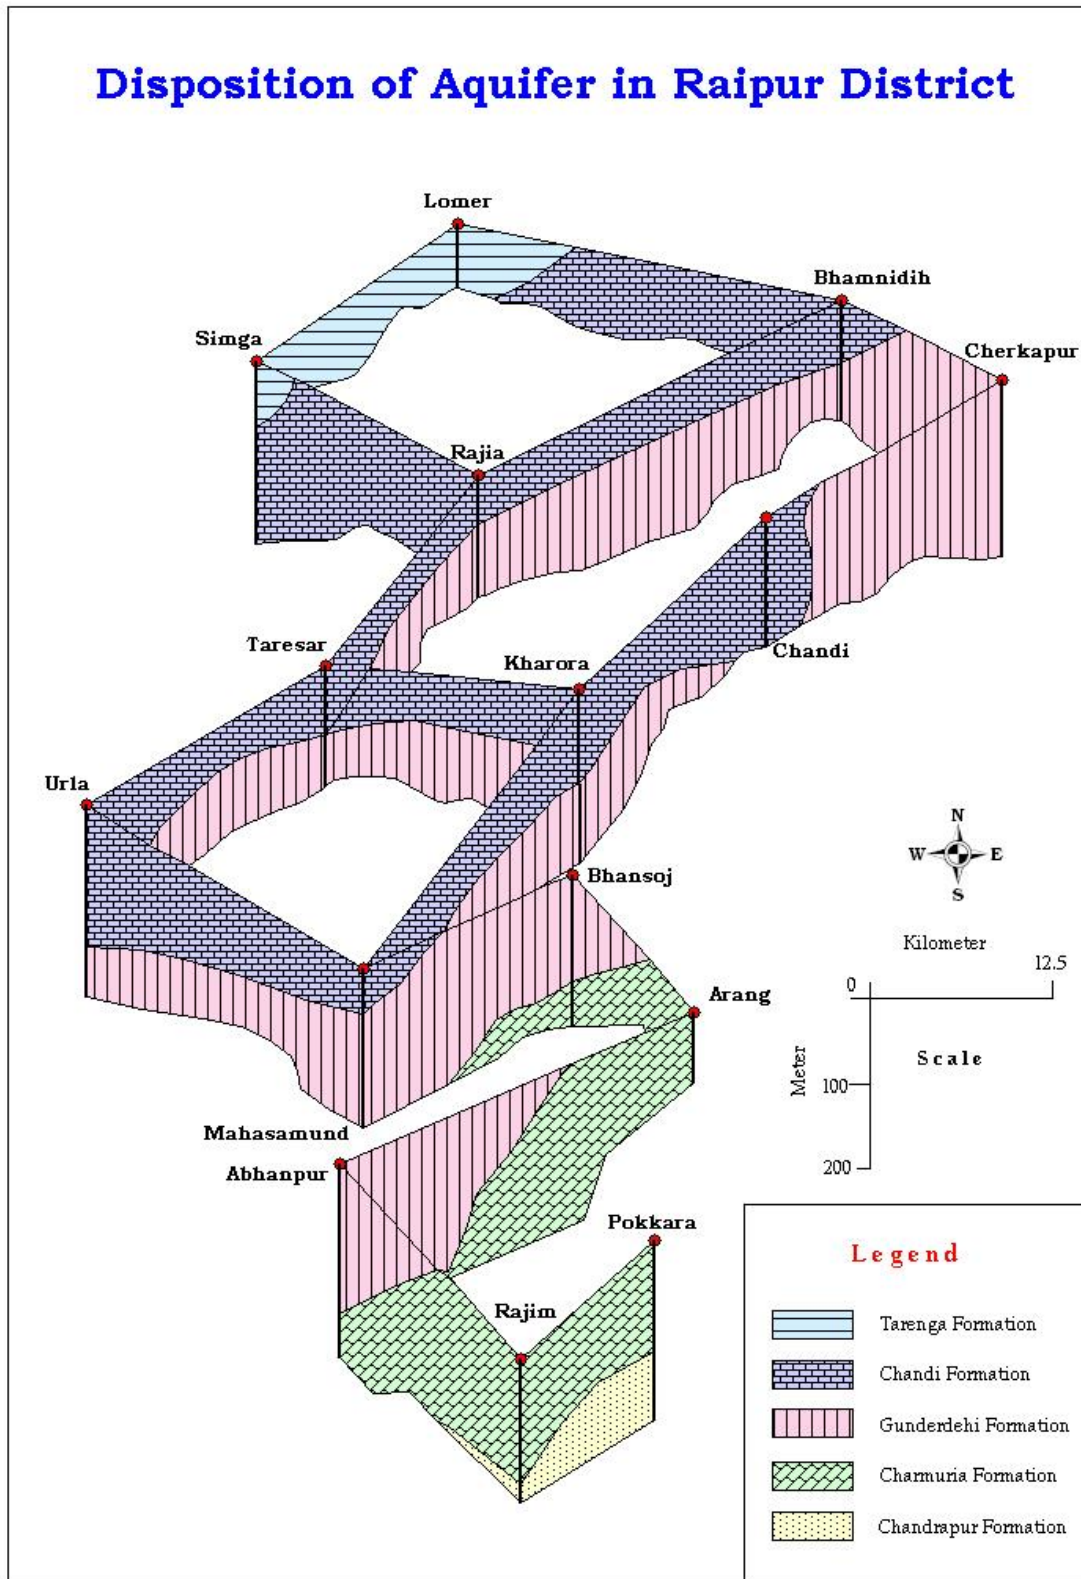 Disposition of Aquifer in Raipur District
Lomer
Bhamnidih
Simga
Cherkapur
Rajia
Taresar
Chandi
Kharora
Urla
N
W E
S
Bhansoj
Kilometer
0 12.5
Arang
Scale
Meter
100
200
Mahasamund
Abhanpur
Pokkara
Rajim
Legend
Tarenga Formation
Chandi Formation
Gunderdehi Formation
Charmuria Formation
Chandrapur Formation